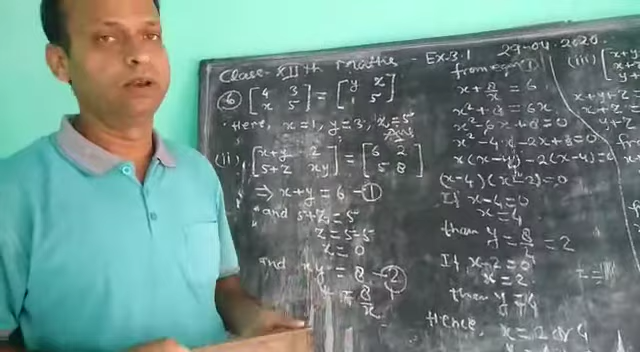 Class-XIIth Maths - Ex.3.1 29-04-2020.
⑥ [4 3
x 5] = [y z
1 5]
Here, x=1, y=3,
(ii) [x+y 2
5+z xy] = [6 2
5 8]
⇒ x+y = 6 -①
and 5+z = 5
z = 5-5
z = 0
and xy = 8 -②
y = 8/x
from eqn ①
x + 8/x = 6
x²+8 = 6x
x²-6x+8=0
x²-4x-2x+8=0
x(x-4)-2(x-4)=0
(x-4)(x-2)=0
If x-4=0
x=4
then y = 8/4 = 2
If x-2=0
x=2
then y=4
Hence, x=2 or 4
(iii)
x+y+z
x+z
y+z